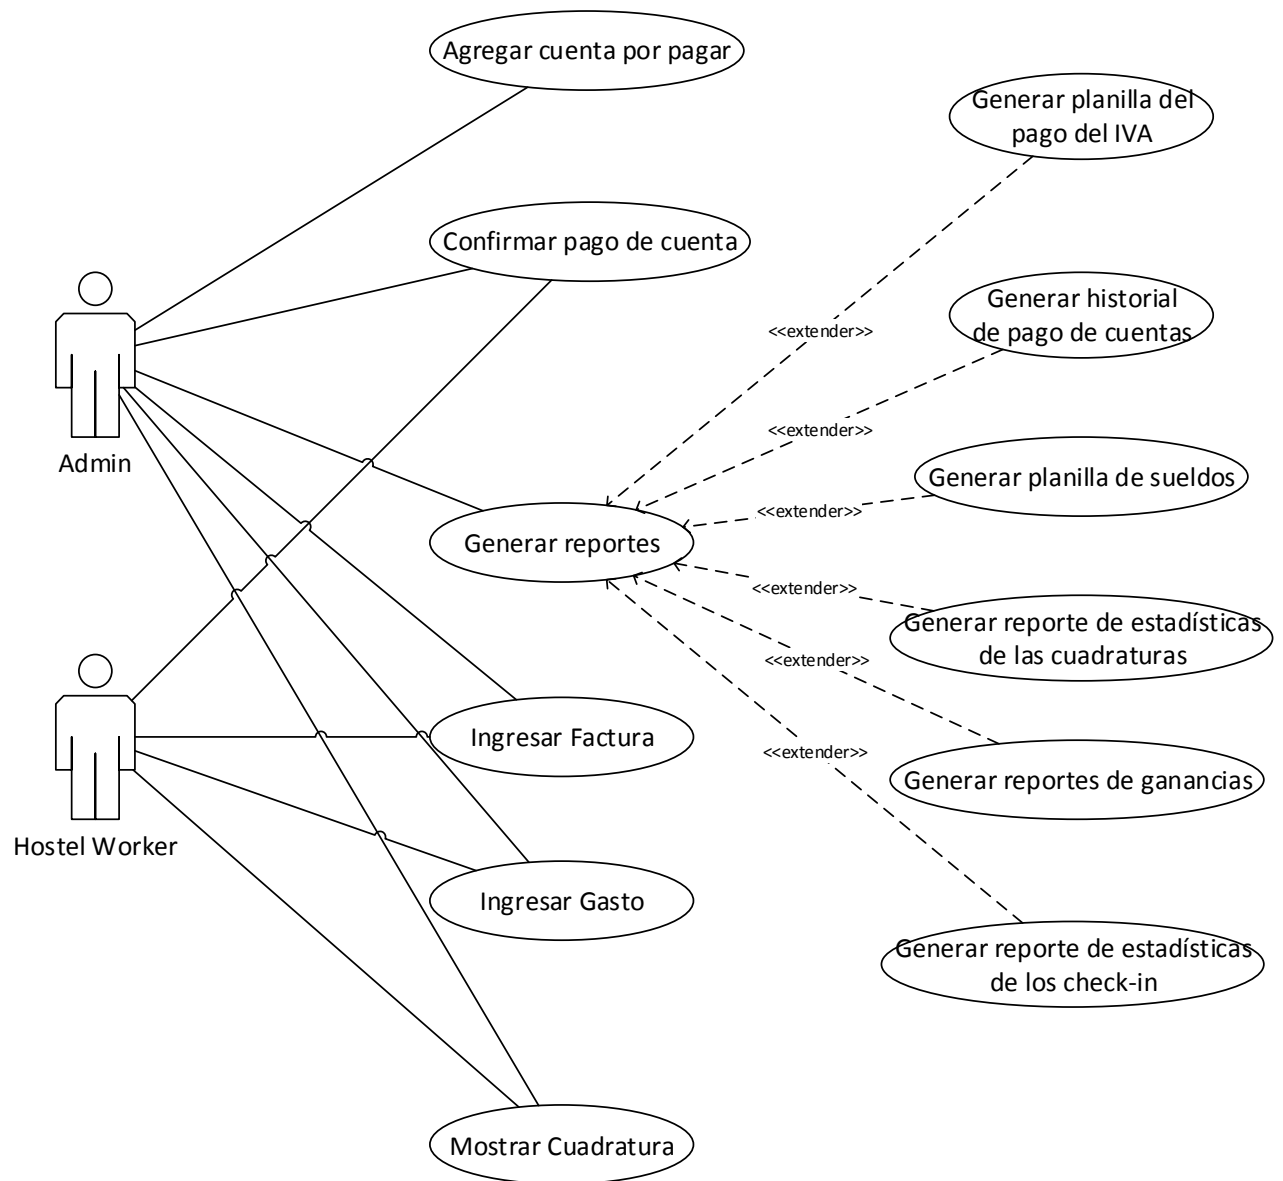 Agregar cuenta por pagar
Generar planilla del
pago del IVA
Confirmar pago de cuenta
Generar historial
de pago de cuentas
<<extender>>
<<extender>>
Admin
Generar planilla de sueldos
<<extender>>
Generar reportes
<<extender>>
Generar reporte de estadísticas
de las cuadraturas
<<extender>>
Ingresar Factura
<<extender>>
Generar reportes de ganancias
Hostel Worker
Ingresar Gasto
Generar reporte de estadísticas
de los check-in
Mostrar Cuadratura